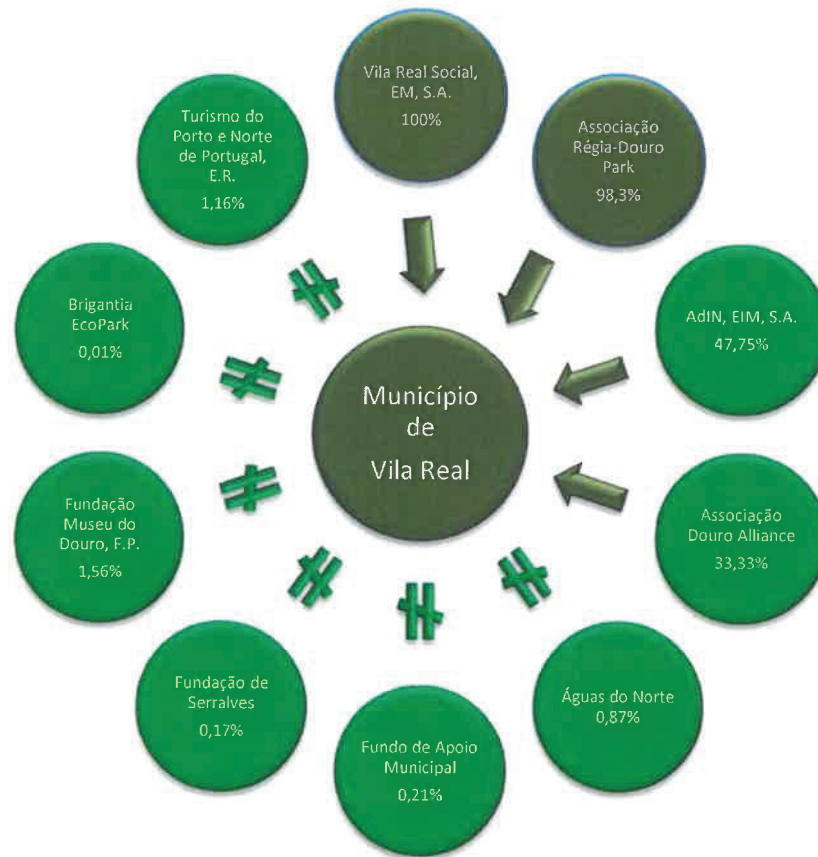 Vila Real Social,
EM, S.A.
100%
Associação
Régia-Douro
Park
98,3%
AdIN, EIM, S.A.
47,75%
Associação
Douro Alliance
33,33%
Águas do Norte
0,87%
Fundo de Apoio
Municipal
0,21%
Fundação de
Serralves
0,17%
Fundação
Museu do
Douro, F.P.
1,56%
Brigantia
EcoPark
0,01%
Turismo do
Porto e Norte
de Portugal,
E.R.
1,16%
Município
de
Vila Real